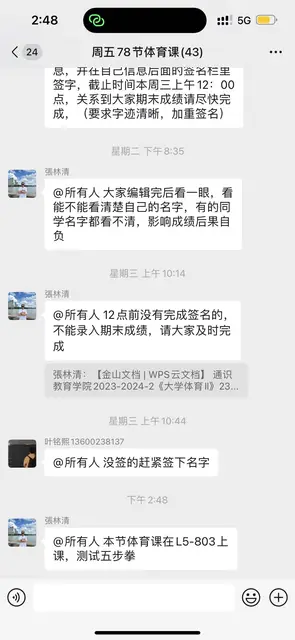 2:48
5G
24
周五78节体育课(43)
息，并在自己信息后面的签名栏里
签字，截止时间本周三上午12：00
点，关系到大家期末成绩请尽快完
成，（要求字迹清晰，加重签名）
星期二 下午8:35
張林清
@所有人 大家编辑完后看一眼，看
能不能看清楚自己的名字，有的同
学名字都看不清，影响成绩后果自
负
星期三 上午10:14
張林清
@所有人 12点前没有完成签名的，
不能录入期末成绩，请大家及时完
成
張林清：【金山文档 | WPS云文档】 通识
教育学院2023-2024-2《大学体育Ⅱ》23...
星期三 上午10:44
叶铭熙13600238137
@所有人 没签的赶紧签下名字
下午2:48
張林清
@所有人 本节体育课在L5-803上
课，测试五步拳